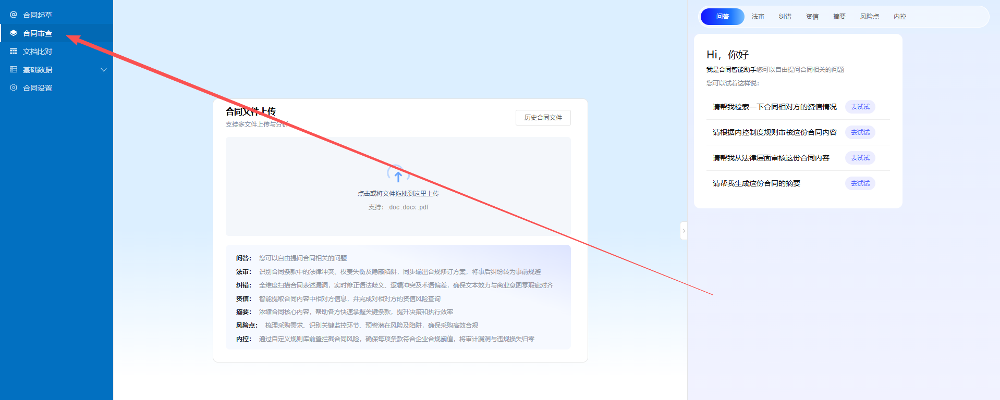 合同起草
合同审查
文档比对
基础数据
合同设置
合同文件上传
支持多文件上传与分析
历史合同文件
点击或将文件拖拽到这里上传
支持：.doc .docx .pdf
问答： 您可以自由提问合同相关的问题
法审： 识别合同条款中的法律冲突、权责失衡及隐蔽陷阱，同步输出合规修订方案，将事后纠纷转为事前规避
纠错： 全维度扫描合同表述漏洞，实时修正语法歧义、逻辑冲突及术语偏差，确保文本效力与商业意图零瑕疵对齐
资信： 智能提取合同内容中相对方信息，并完成对相对方的资信风险查询
摘要： 浓缩合同核心内容，帮助各方快速掌握关键条款，提升决策和执行效率
风险点： 梳理采购需求、识别关键监控环节、预警潜在风险及陷阱，确保采购高效合规
内控： 通过自定义规则库前置拦截合同风险，确保每项条款符合企业合规阈值，将审计漏洞与违规损失归零
问答 法审 纠错 资信 摘要 风险点 内控
Hi，你好
我是合同智能助手您可以自由提问合同相关的问题
您可以试着这样说：
请帮我检索一下合同相对方的资信情况 去试试
请根据内控制度规则审核这份合同内容 去试试
请帮我从法律层面审核这份合同内容 去试试
请帮我生成这份合同的摘要 去试试